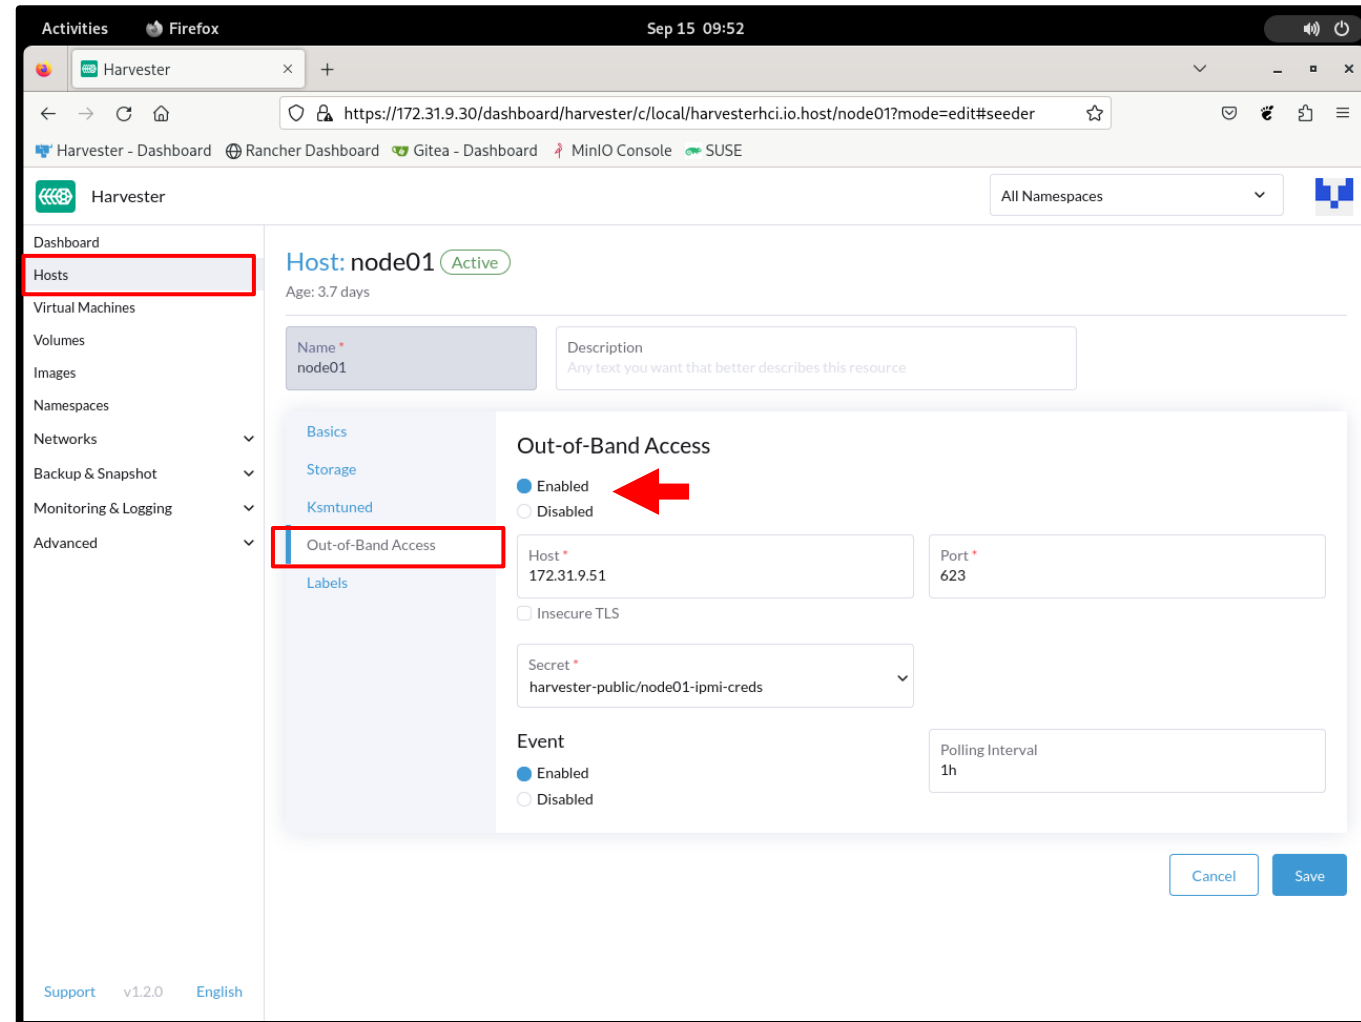 Activities Firefox Sep 15 09:52
Harvester
https://172.31.9.30/dashboard/harvester/c/local/harvesterhci.io.host/node01?mode=edit#seeder
Harvester - Dashboard Rancher Dashboard Gitea - Dashboard MinIO Console SUSE
Harvester All Namespaces
Dashboard
Hosts
Virtual Machines
Volumes
Images
Namespaces
Networks
Backup & Snapshot
Monitoring & Logging
Advanced
Host: node01 Active
Age: 3.7 days
Name *
node01
Description
Any text you want that better describes this resource
Basics
Storage
Ksmtuned
Out-of-Band Access
Labels
Out-of-Band Access
Enabled
Disabled
Host *
172.31.9.51
Port *
623
Insecure TLS
Secret *
harvester-public/node01-ipmi-creds
Event
Enabled
Disabled
Polling Interval
1h
Cancel Save
Support v1.2.0 English